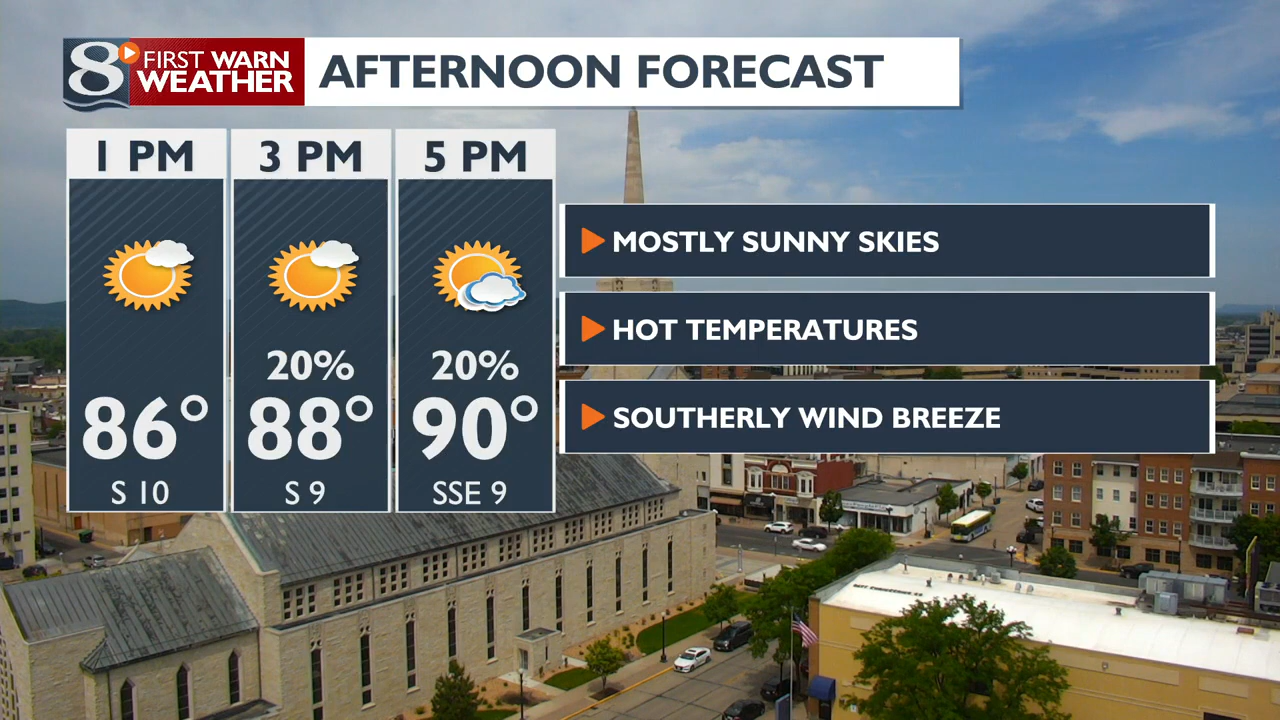 8 FIRST WARN
WEATHER
AFTERNOON FORECAST
1 PM
86°
S 10
3 PM
20%
88°
S 9
5 PM
20%
90°
SSE 9
MOSTLY SUNNY SKIES
HOT TEMPERATURES
SOUTHERLY WIND BREEZE